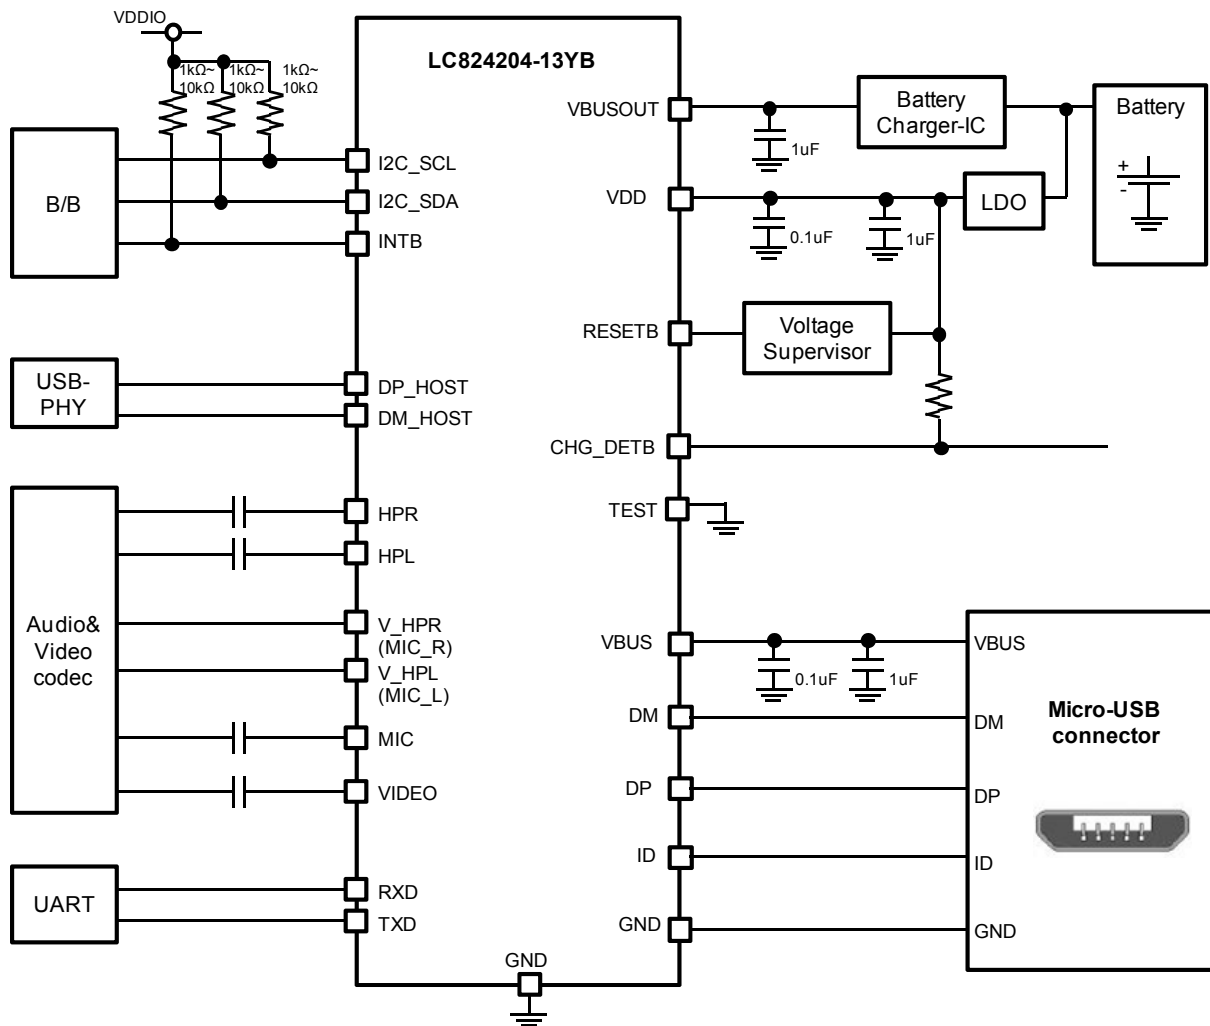 VDDIO
1kΩ~
10kΩ
1kΩ~
10kΩ
1kΩ~
10kΩ
LC824204-13YB
B/B
I2C_SCL
I2C_SDA
INTB
USB-
PHY
DP_HOST
DM_HOST
Audio&
Video
codec
HPR
HPL
V_HPR
(MIC_R)
V_HPL
(MIC_L)
MIC
VIDEO
UART
RXD
TXD
GND
VBUSOUT
1uF
Battery
Charger-IC
Battery
+
-
VDD
0.1uF
1uF
LDO
RESETB
Voltage
Supervisor
CHG_DETB
TEST
VBUS
0.1uF
1uF
VBUS
DM
DM
DP
DP
ID
ID
GND
GND
Micro-USB
connector